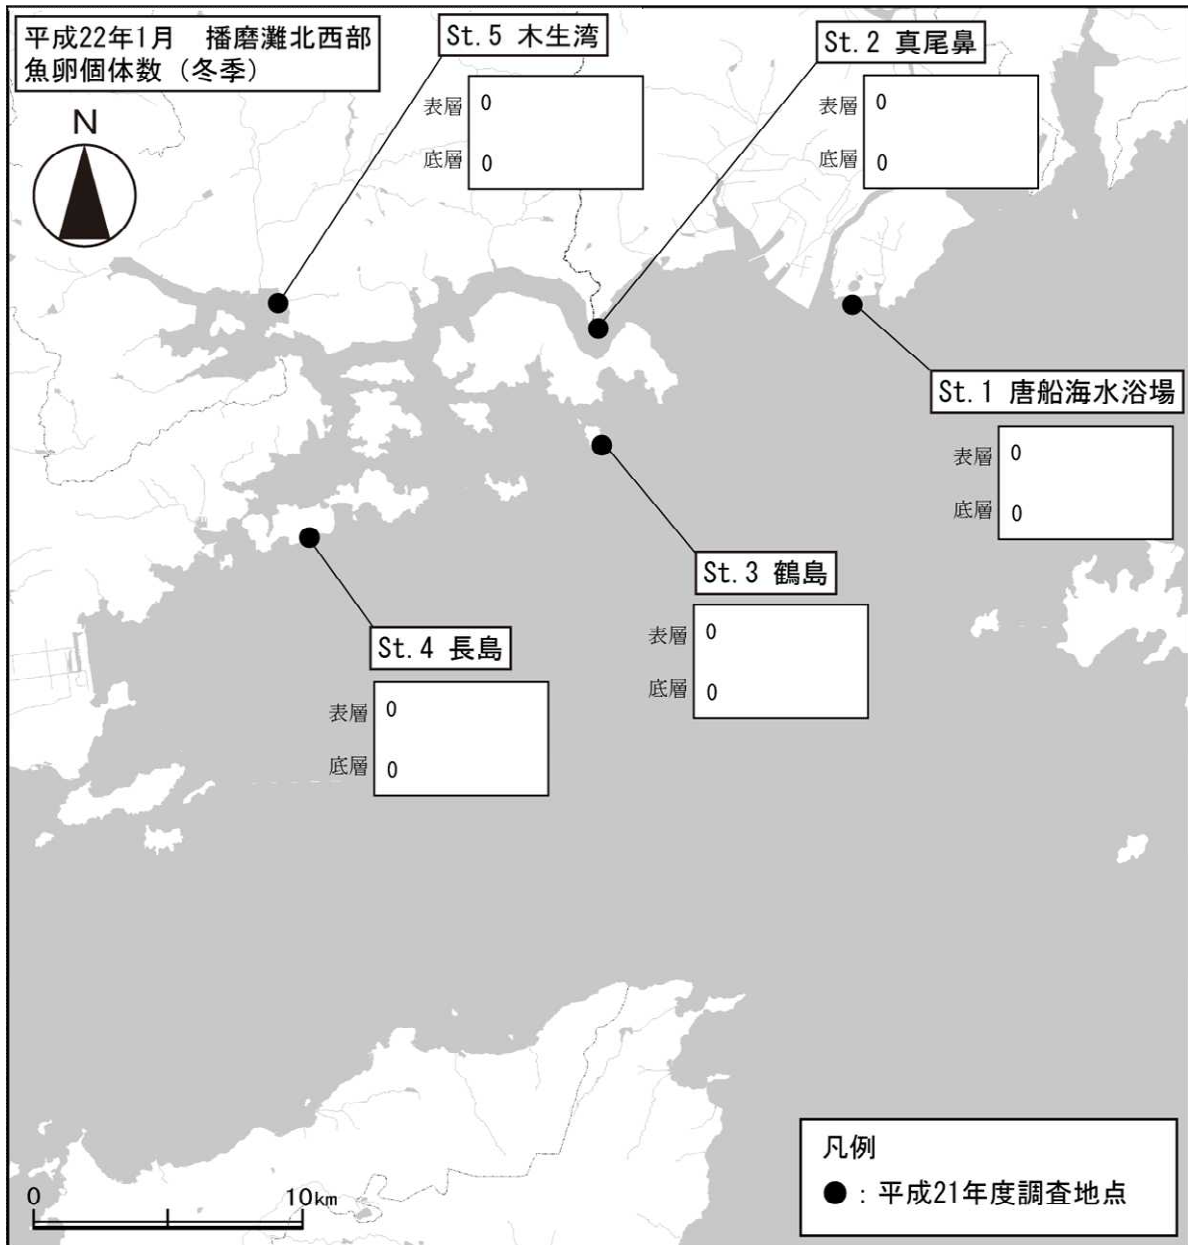 平成22年1月　播磨灘北西部
魚卵個体数（冬季）
N
St.5 木生湾
表層 0
底層 0
St.2 真尾鼻
表層 0
底層 0
St.1 唐船海水浴場
表層 0
底層 0
St.3 鶴島
表層 0
底層 0
St.4 長島
表層 0
底層 0
0 10km
凡例
●：平成21年度調査地点